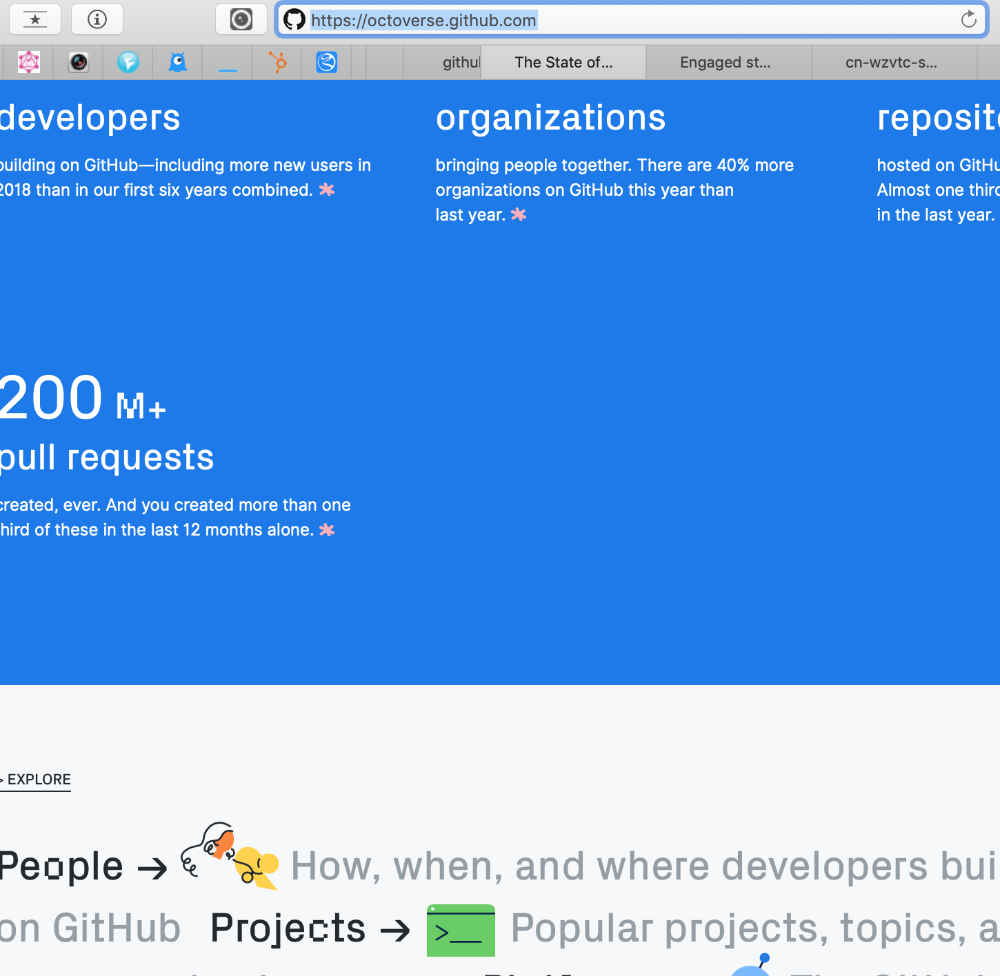 https://octoverse.github.com
githul
The State of...
Engaged st...
cn-wzvtc-s...
developers
organizations
reposit
building on GitHub—including more new users in
2018 than in our first six years combined. *
bringing people together. There are 40% more
organizations on GitHub this year than
last year. *
hosted on GitHu
Almost one third
in the last year.
200 M+
pull requests
created, ever. And you created more than one
third of these in the last 12 months alone. *
> EXPLORE
People → How, when, and where developers bui
on GitHub Projects → >__ Popular projects, topics, a